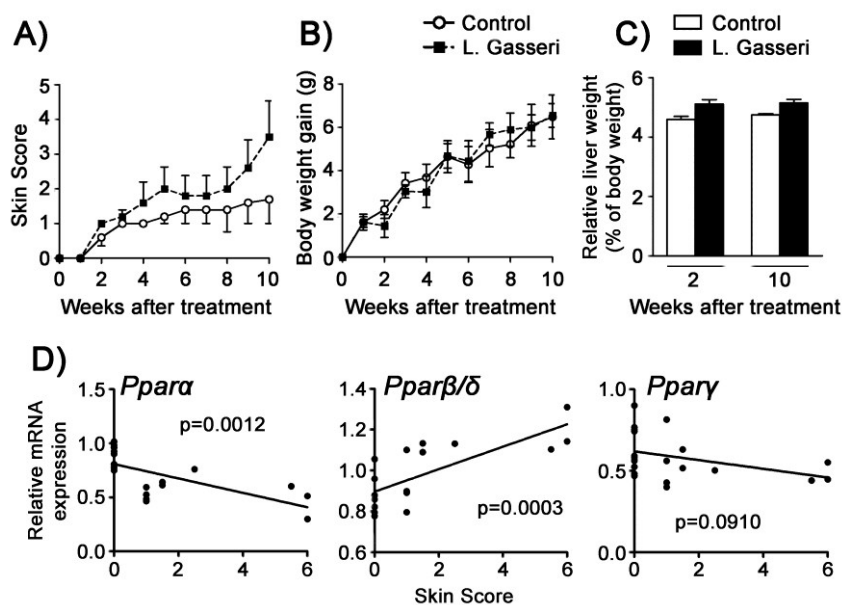 A)
B)
C)
Control
L. Gasseri
Control
L. Gasseri
Skin Score
5
4
3
2
1
0
0 2 4 6 8 10
Weeks after treatment
Body weight gain (g)
8
6
4
2
0
0 2 4 6 8 10
Weeks after treatment
Relative liver weight
(% of body weight)
6
4
2
0
2 10
Weeks after treatment
D)
Pparα
p=0.0012
Relative mRNA
expression
1.5
1.0
0.5
0.0
0 2 4 6
Pparβ/δ
p=0.0003
1.4
1.2
1.0
0.8
0.6
0 2 4 6
Skin Score
Pparγ
p=0.0910
1.0
0.5
0.0
0 2 4 6